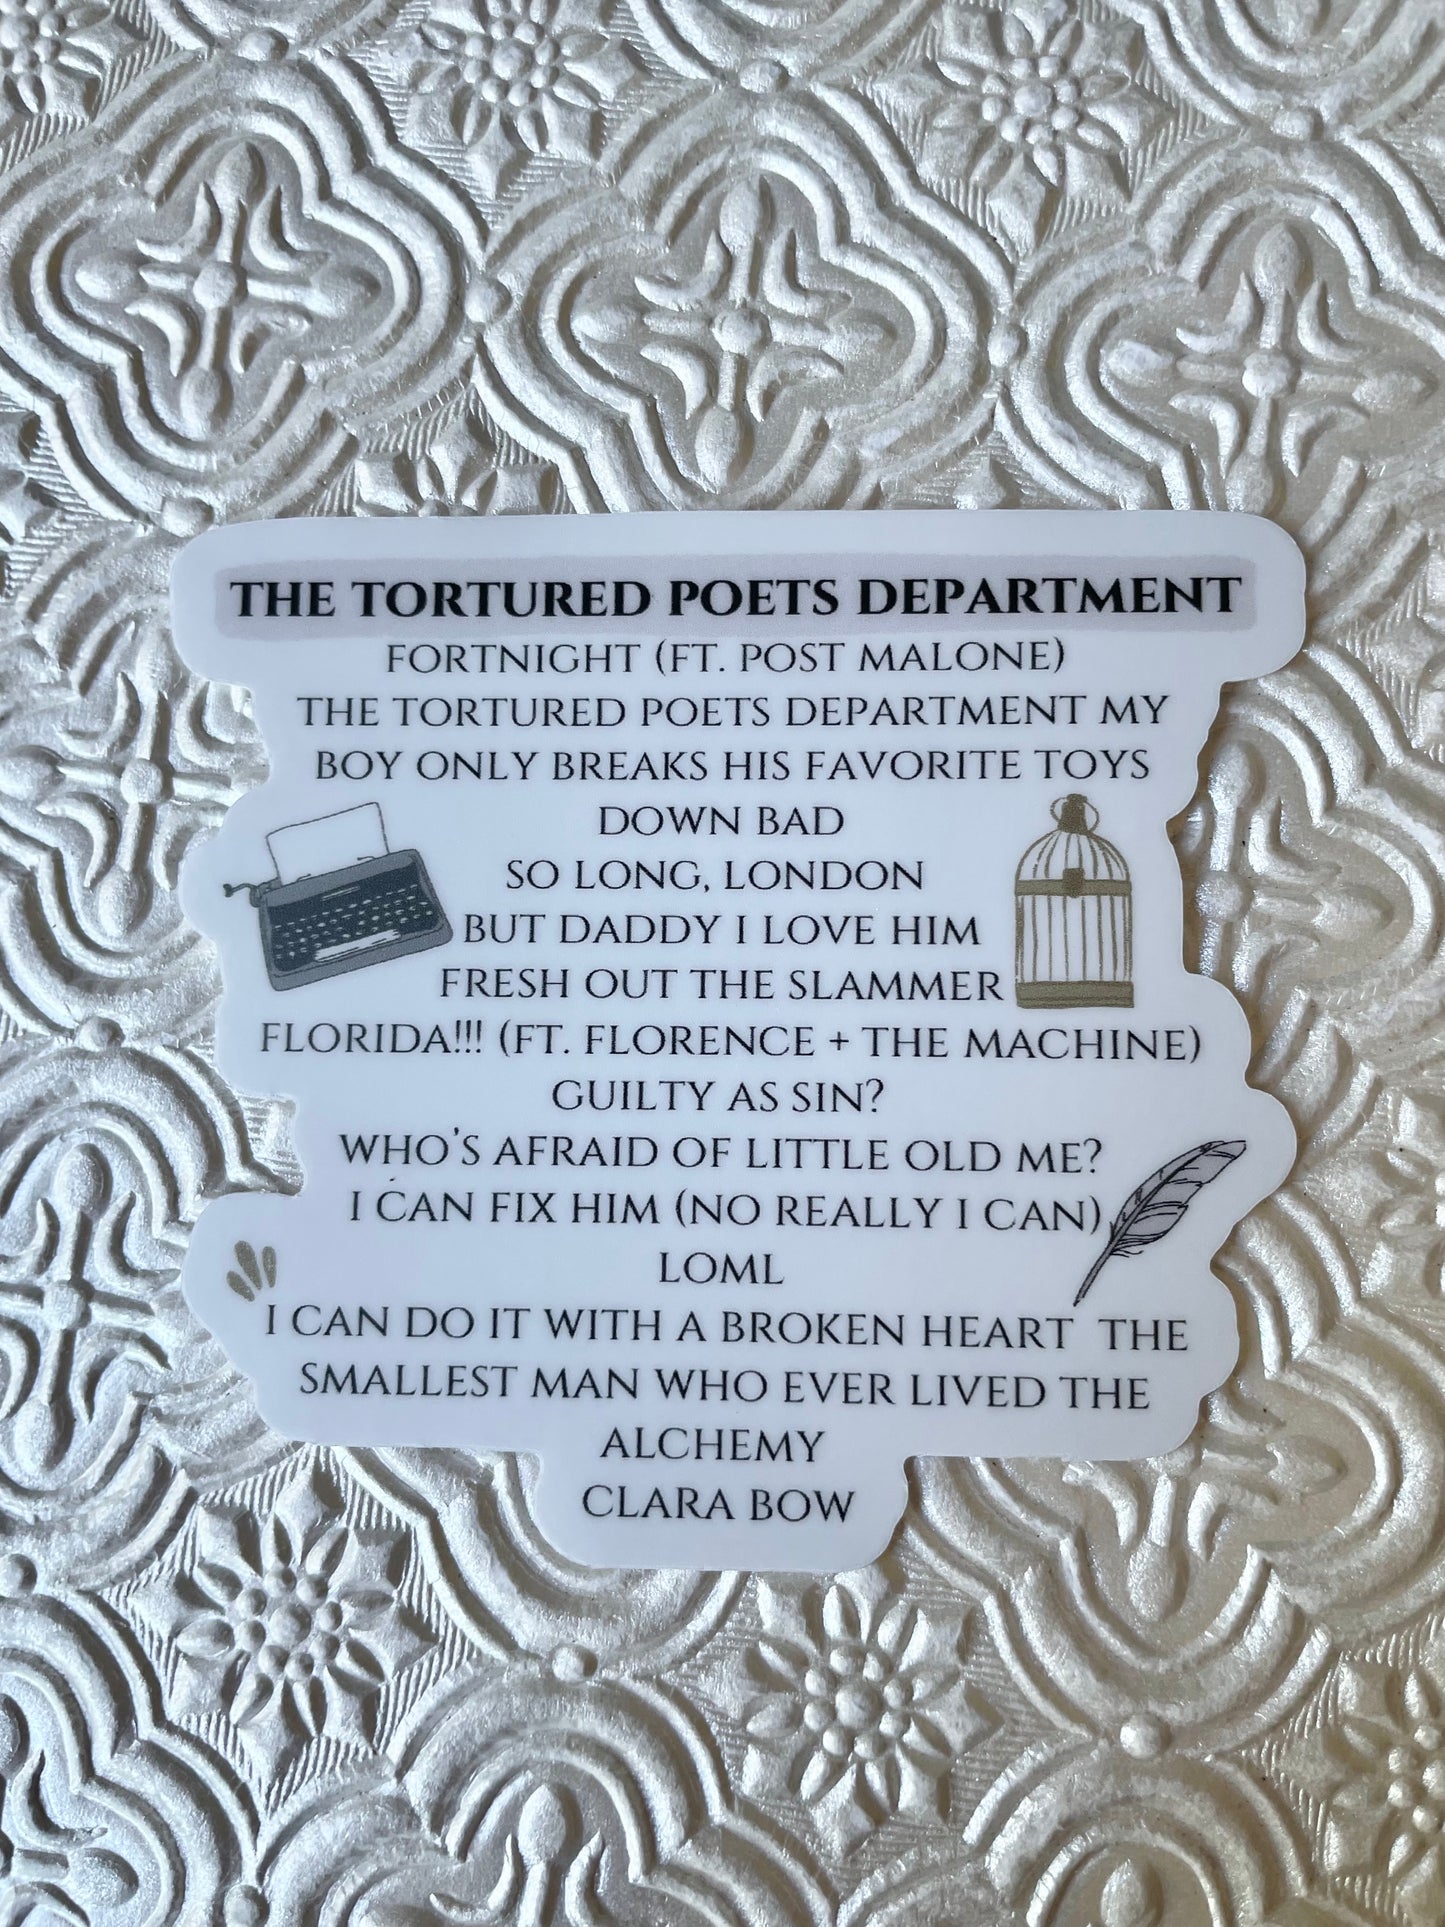 THE TORTURED POETS DEPARTMENT
FORTNIGHT (FT. POST MALONE)
THE TORTURED POETS DEPARTMENT MY
BOY ONLY BREAKS HIS FAVORITE TOYS
DOWN BAD
SO LONG, LONDON
BUT DADDY I LOVE HIM
FRESH OUT THE SLAMMER
FLORIDA!!! (FT. FLORENCE + THE MACHINE)
GUILTY AS SIN?
WHO'S AFRAID OF LITTLE OLD ME?
I CAN FIX HIM (NO REALLY I CAN)
LOML
I CAN DO IT WITH A BROKEN HEART THE
SMALLEST MAN WHO EVER LIVED THE
ALCHEMY
CLARA BOW